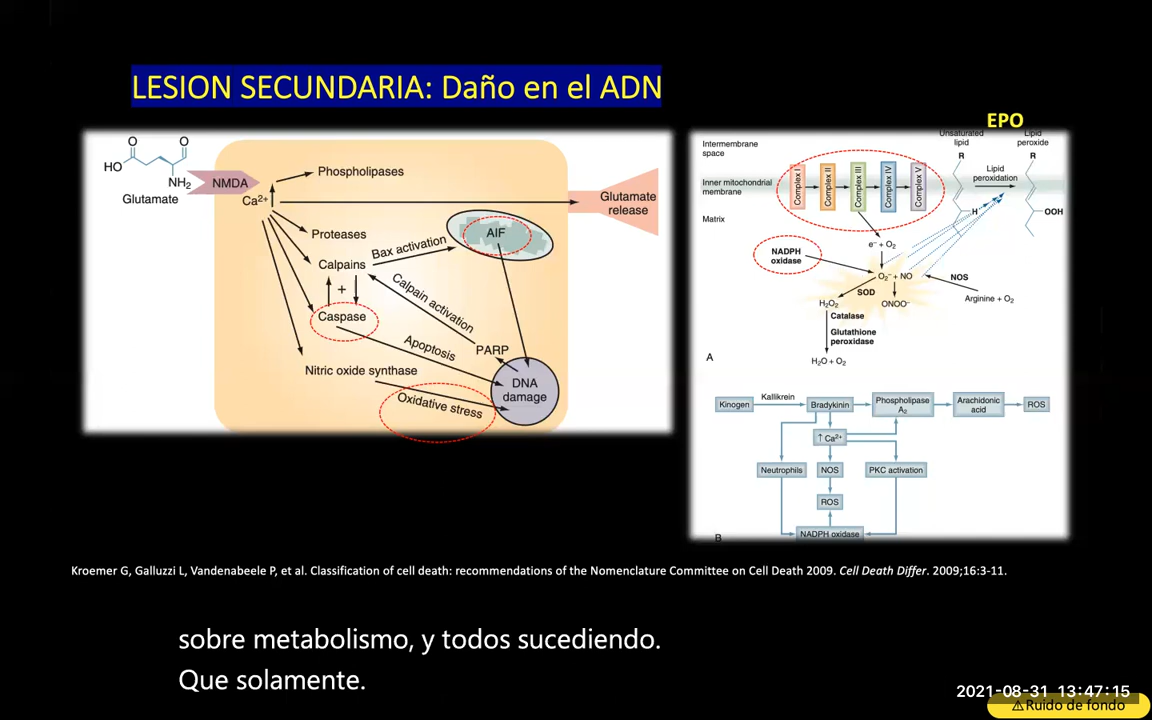 LESION SECUNDARIA: Daño en el ADN
O
O
HO
NH2
Glutamate
NMDA
Ca2+
Phospholipases
Glutamate
release
Proteases
Bax activation
AIF
Calpains
+
Calpain activation
Caspase
Apoptosis
PARP
Nitric oxide synthase
DNA
damage
Oxidative stress
EPO
Intermembrane
space
Unsaturated
lipid
Lipid
peroxide
R
R
Inner mitochondrial
membrane
Complex I
Complex II
Complex III
Complex IV
Complex V
Lipid
peroxidation
Matrix
H
OOH
e– + O2
NADPH
oxidase
O2– + NO
NOS
SOD
Arginine + O2
H2O2
ONOO–
Catalase
Glutathione
peroxidase
H2O + O2
A
Kinogen
Kallikrein
Bradykinin
Phospholipase
A2
Arachidonic
acid
ROS
↑ Ca2+
Neutrophils
NOS
PKC activation
ROS
NADPH oxidase
B
Kroemer G, Galluzzi L, Vandenabeele P, et al. Classification of cell death: recommendations of the Nomenclature Committee on Cell Death 2009. Cell Death Differ. 2009;16:3-11.
sobre metabolismo, y todos sucediendo.
Que solamente.
2021-08-31 13:47:15
⚠Ruido de fondo